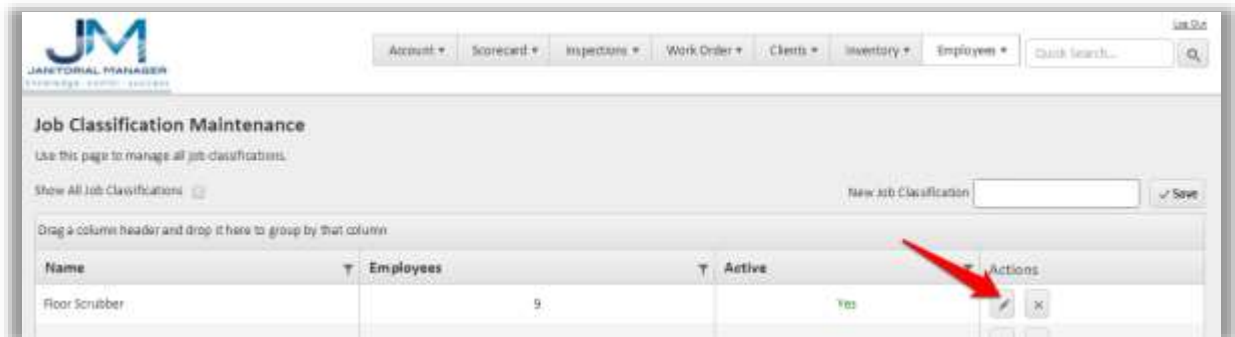 Log Out
JM
Account Scorecard Inspections Work Order Clients Inventory Employees Quick Search...
JANITORIAL MANAGER
Job Classification Maintenance
Use this page to manage all job classifications.
Show All Job Classifications New Job Classification Save
Drag a column header and drop it here to group by that column
Name Employees Active Actions
Floor Scrubber 9 Yes